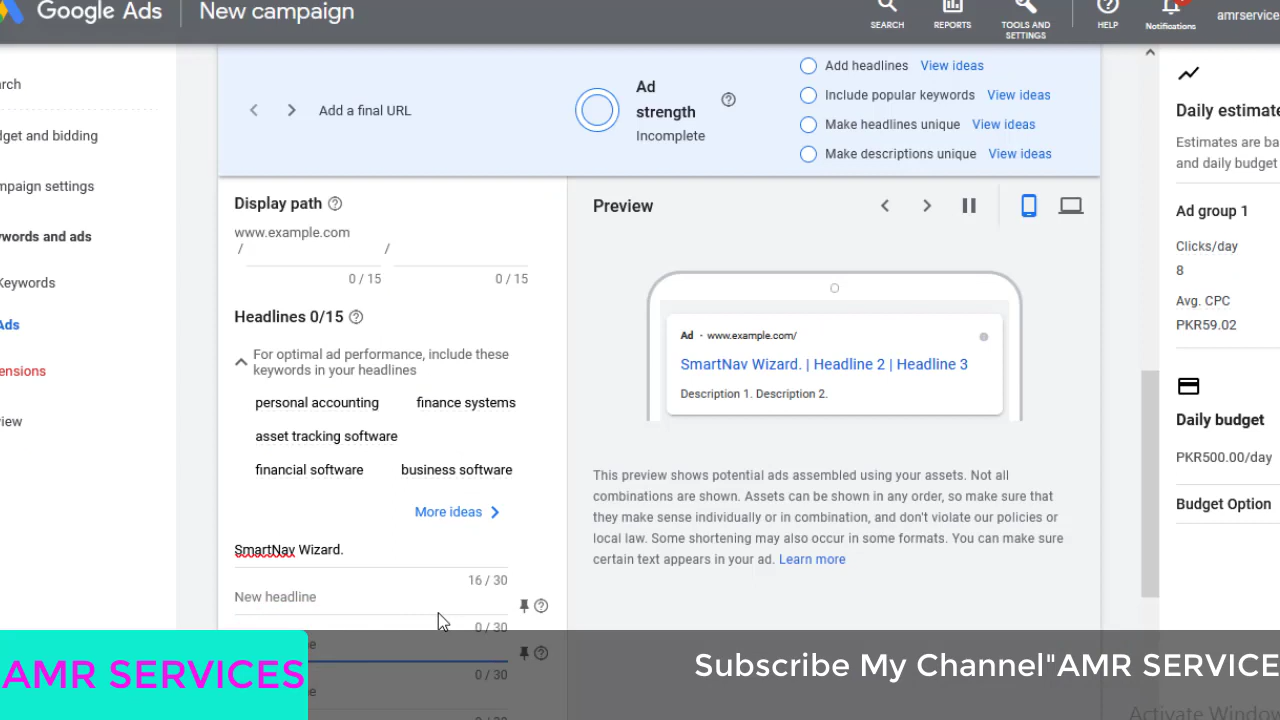 Google Ads
New campaign
SEARCH
REPORTS
TOOLS AND
SETTINGS
HELP
Notifications
amrservice
rch
dget and bidding
mpaign settings
ywords and ads
Keywords
Ads
ensions
view
Add a final URL
Ad
strength
Incomplete
Add headlines View ideas
Include popular keywords View ideas
Make headlines unique View ideas
Make descriptions unique View ideas
Display path
www.example.com
/ /
0 / 15 0 / 15
Headlines 0/15
For optimal ad performance, include these
keywords in your headlines
personal accounting finance systems
asset tracking software
financial software business software
More ideas
SmartNav Wizard.
16 / 30
New headline
0 / 30
ne
0 / 30
ne
Preview
Ad · www.example.com/
SmartNav Wizard. | Headline 2 | Headline 3
Description 1. Description 2.
This preview shows potential ads assembled using your assets. Not all
combinations are shown. Assets can be shown in any order, so make sure that
they make sense individually or in combination, and don't violate our policies or
local law. Some shortening may also occur in some formats. You can make
certain text appears in your ad. Learn more
Daily estimate
Estimates are ba
and daily budget
Ad group 1
Clicks/day
8
Avg. CPC
PKR59.02
Daily budget
PKR500.00/day
Budget Option
AMR SERVICES
Subscribe My Channel"AMR SERVICE
Activate Window